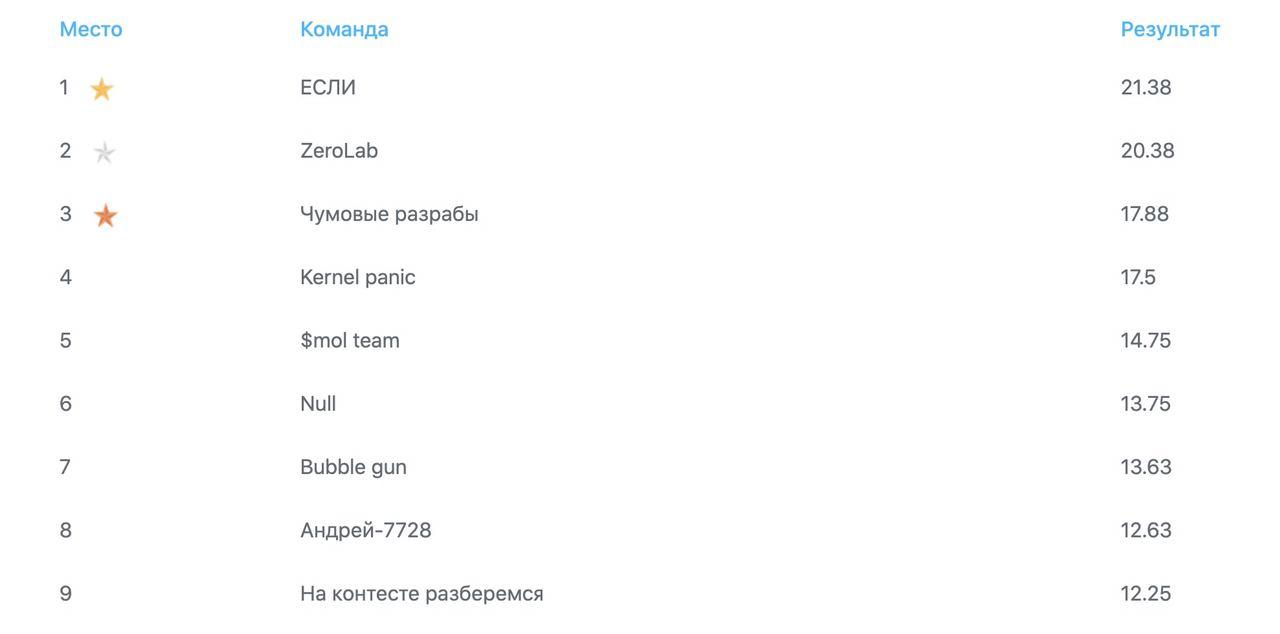 Место Команда Результат
1 ЕСЛИ 21.38
2 ZeroLab 20.38
3 Чумовые разрабы 17.88
4 Kernel panic 17.5
5 $mol team 14.75
6 Null 13.75
7 Bubble gun 13.63
8 Андрей-7728 12.63
9 На контесте разберемся 12.25